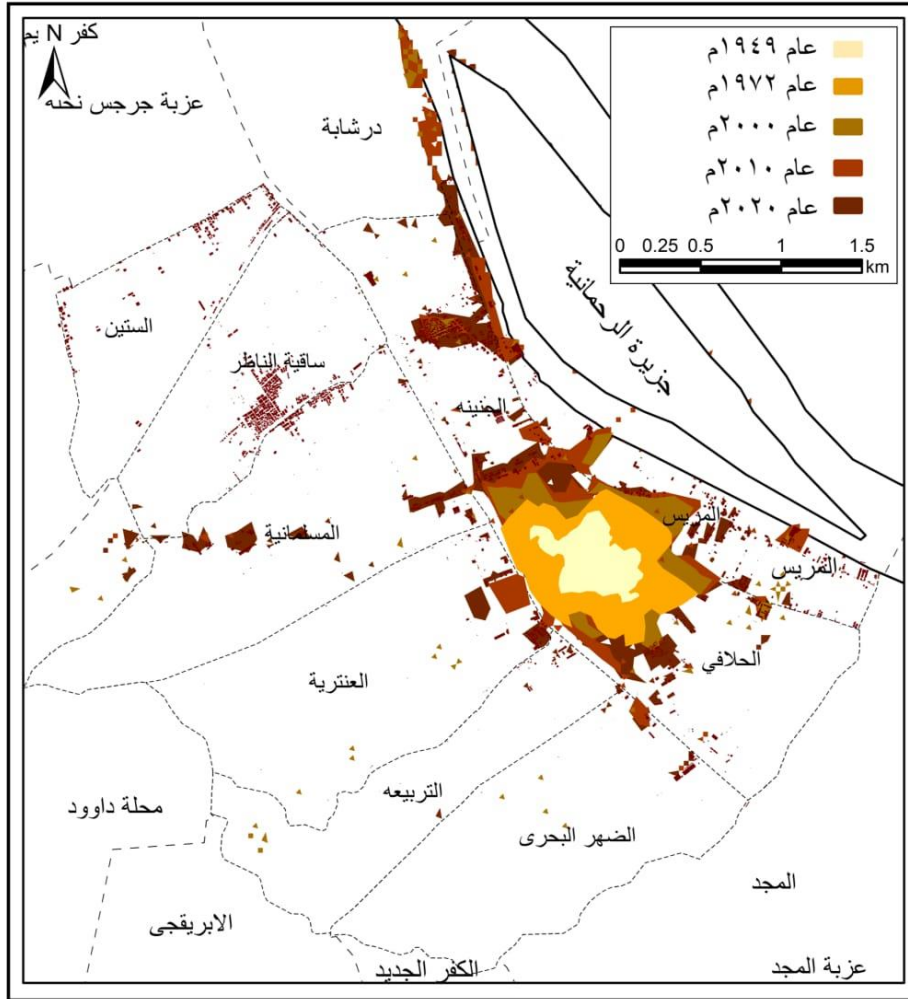 كفر N يم
عزبة جرجس نخله
درشابة
عام ١٩٤٩م
عام ١٩٧٢م
عام ٢٠٠٠م
عام ٢٠١٠م
عام ٢٠٢٠م
0 0.25 0.5 1 1.5
km
جزيرة الرحمانية
الستين
ساقية الناظر
الجنينه
المسلمانية
المريس
المريس
الحلافي
العنترية
التربيعه
محلة داوود
الضهر البحرى
المجد
الابريقجى
الكفر الجديد
عزبة المجد